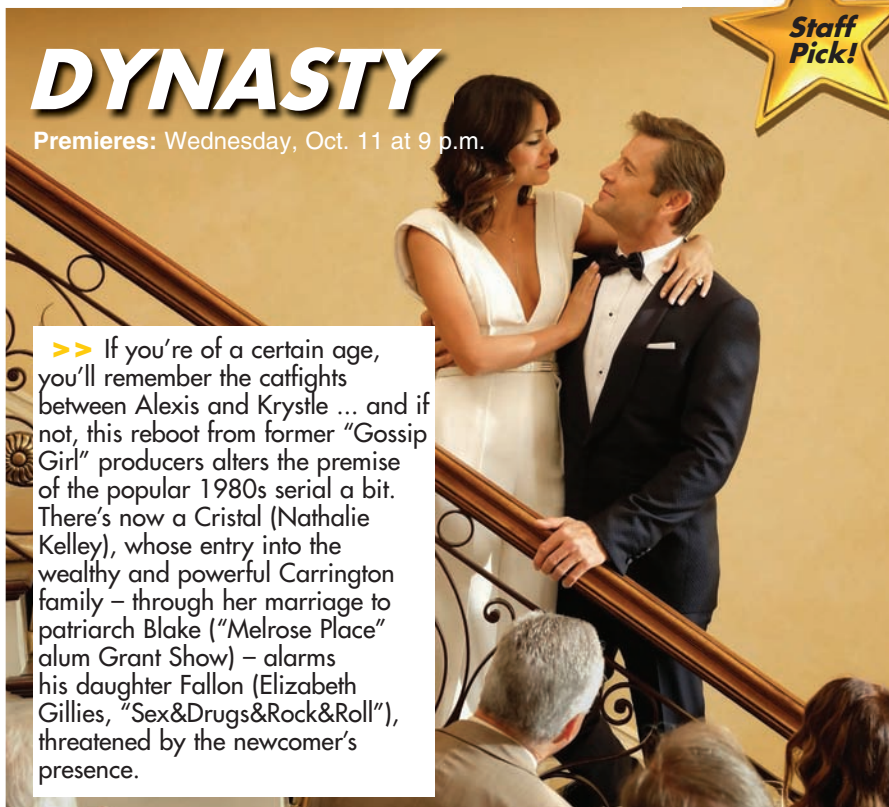 Staff
Pick!
DYNASTY
Premieres: Wednesday, Oct. 11 at 9 p.m.
>> If you’re of a certain age,
you’ll remember the catfights
between Alexis and Krystle ... and if
not, this reboot from former “Gossip
Girl” producers alters the premise
of the popular 1980s serial a bit.
There’s now a Cristal (Nathalie
Kelley), whose entry into the
wealthy and powerful Carrington
family – through her marriage to
patriarch Blake (“Melrose Place”
alum Grant Show) – alarms
his daughter Fallon (Elizabeth
Gillies, “Sex&Drugs&Rock&Roll”),
threatened by the newcomer’s
presence.